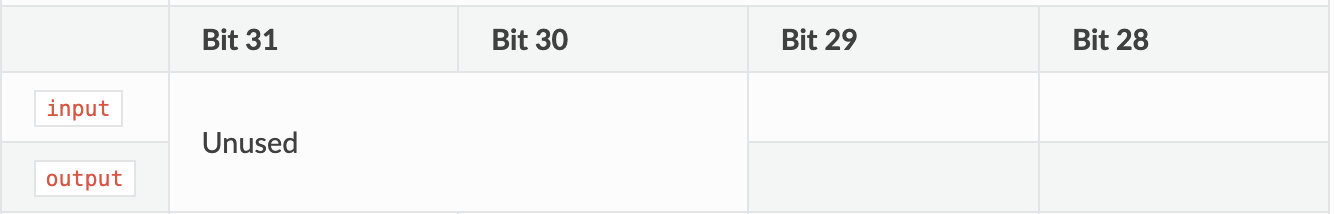 Bit 31 Bit 30 Bit 29 Bit 28
input
Unused
output